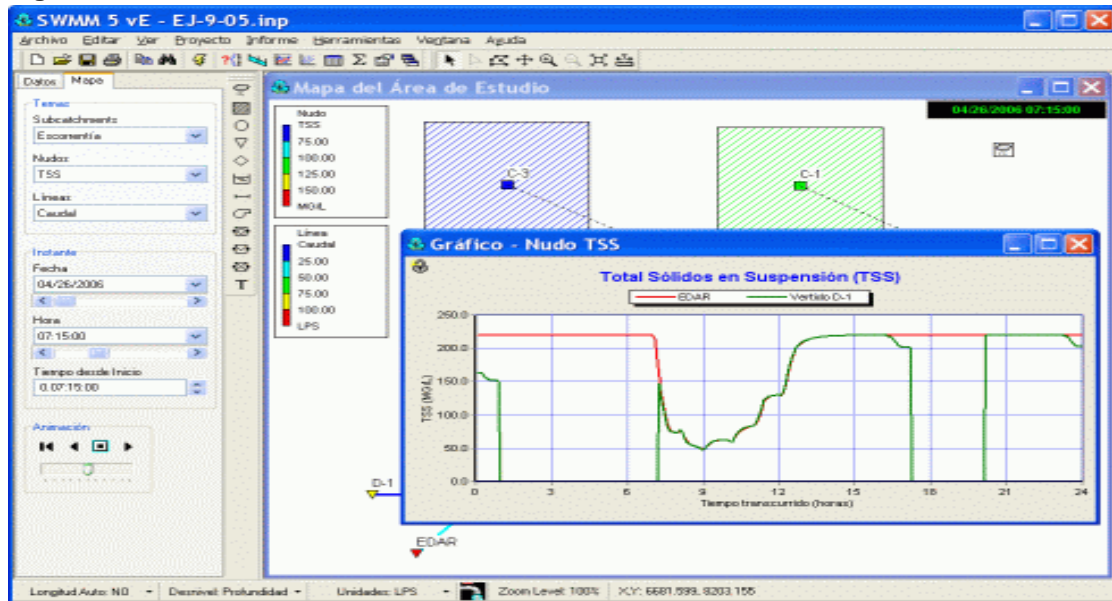 SWMM 5 vE - EJ-9-05.inp
Archivo Editar Ver Proyecto Informe Herramientas Ventana Ayuda
Datos Mapa
Temas
Subcatchments
Escorrentía
Nudos
TSS
Líneas
Caudal
Instante
Fecha
04/26/2006
Hora
07:15:00
Tiempo desde Inicio
0.07:15:00
Animación
T
Mapa del Área de Estudio
04/26/2006 07:15:00
Nudo
TSS
75.00
100.00
125.00
150.00
MG/L
Línea
Caudal
25.00
50.00
75.00
100.00
LPS
C-3
C-1
D-1
EDAR
Gráfico - Nudo TSS
Total Sólidos en Suspensión (TSS)
EDAR Vertido D-1
TSS (MG/L)
250.0
200.0
150.0
100.0
50.0
0.0
0 3 6 9 12 15 18 21 24
Tiempo transcurrido (horas)
Longitud Auto: NO Desnivel: Profundidad Unidades: LPS Zoom Level: 100% X,Y: 6681.599, 8203.155